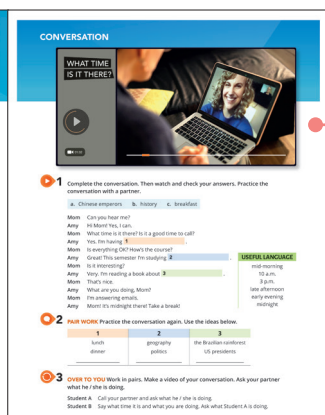 CONVERSATION
WHAT TIME
IS IT THERE?
1 Complete the conversation. Then watch and check your answers. Practice the
conversation with a partner.
a. Chinese emperors b. history c. breakfast
Mom Can you hear me?
Amy Hi Mom! Yes, I can.
Mom What time is it there? Is it a good time to call?
Amy Yes. I'm having 1 .
Mom Is everything OK? How's the course?
Amy Great! This semester I'm studying 2 .
Mom Is it interesting?
Amy Very. I'm reading a book about 3 .
Mom That's nice.
Amy What are you doing, Mom?
Mom I'm answering emails.
Amy Mom! It's midnight there! Take a break!
USEFUL LANGUAGE
mid-morning
10 a.m.
3 p.m.
late afternoon
early evening
midnight
2 PAIR WORK Practice the conversation again. Use the ideas below.
1 2 3
lunch geography the Brazilian rainforest
dinner politics US presidents
3 OVER TO YOU Work in pairs. Make a video of your conversation. Ask your partner
what he / she is doing.
Student A Call your partner and ask what he / she is doing.
Student B Say what time it is and what you are doing. Ask what Student A is doing.